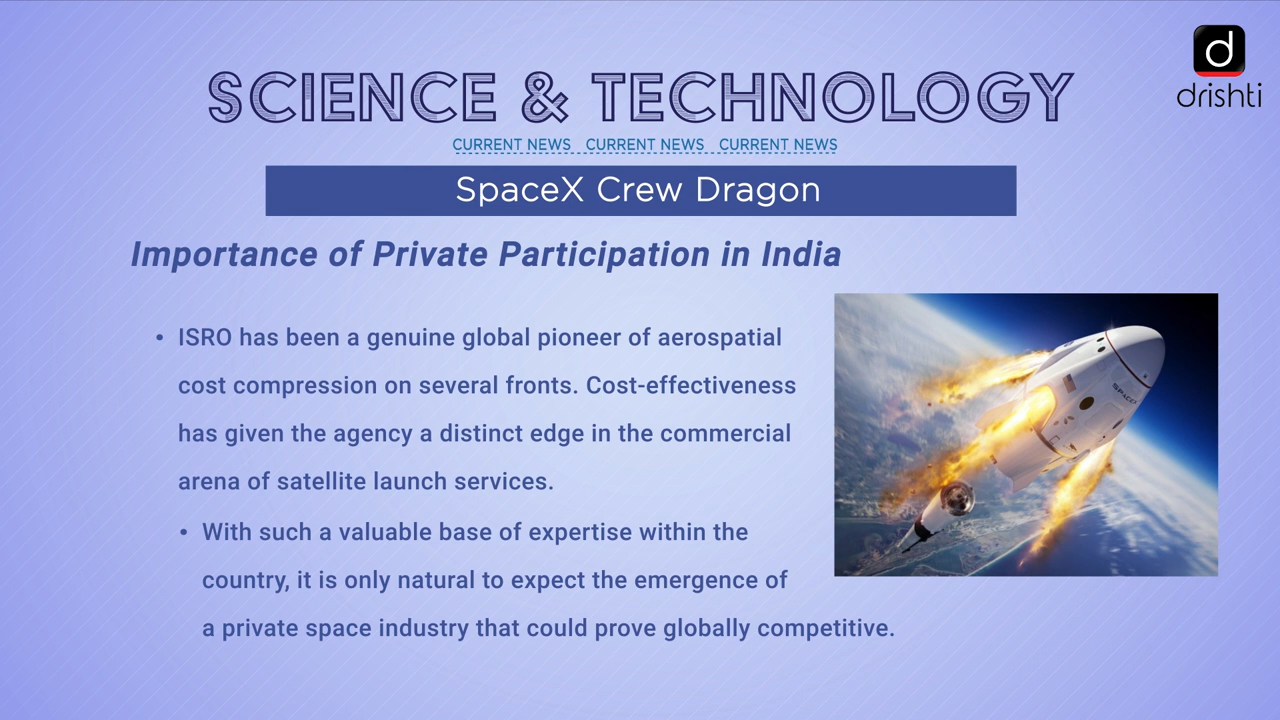 SCIENCE & TECHNOLOGY
d
drishti
CURRENT NEWS CURRENT NEWS CURRENT NEWS
SpaceX Crew Dragon
Importance of Private Participation in India
• ISRO has been a genuine global pioneer of aerospatial
cost compression on several fronts. Cost-effectiveness
has given the agency a distinct edge in the commercial
arena of satellite launch services.
• With such a valuable base of expertise within the
country, it is only natural to expect the emergence of
a private space industry that could prove globally competitive.
SPACEX